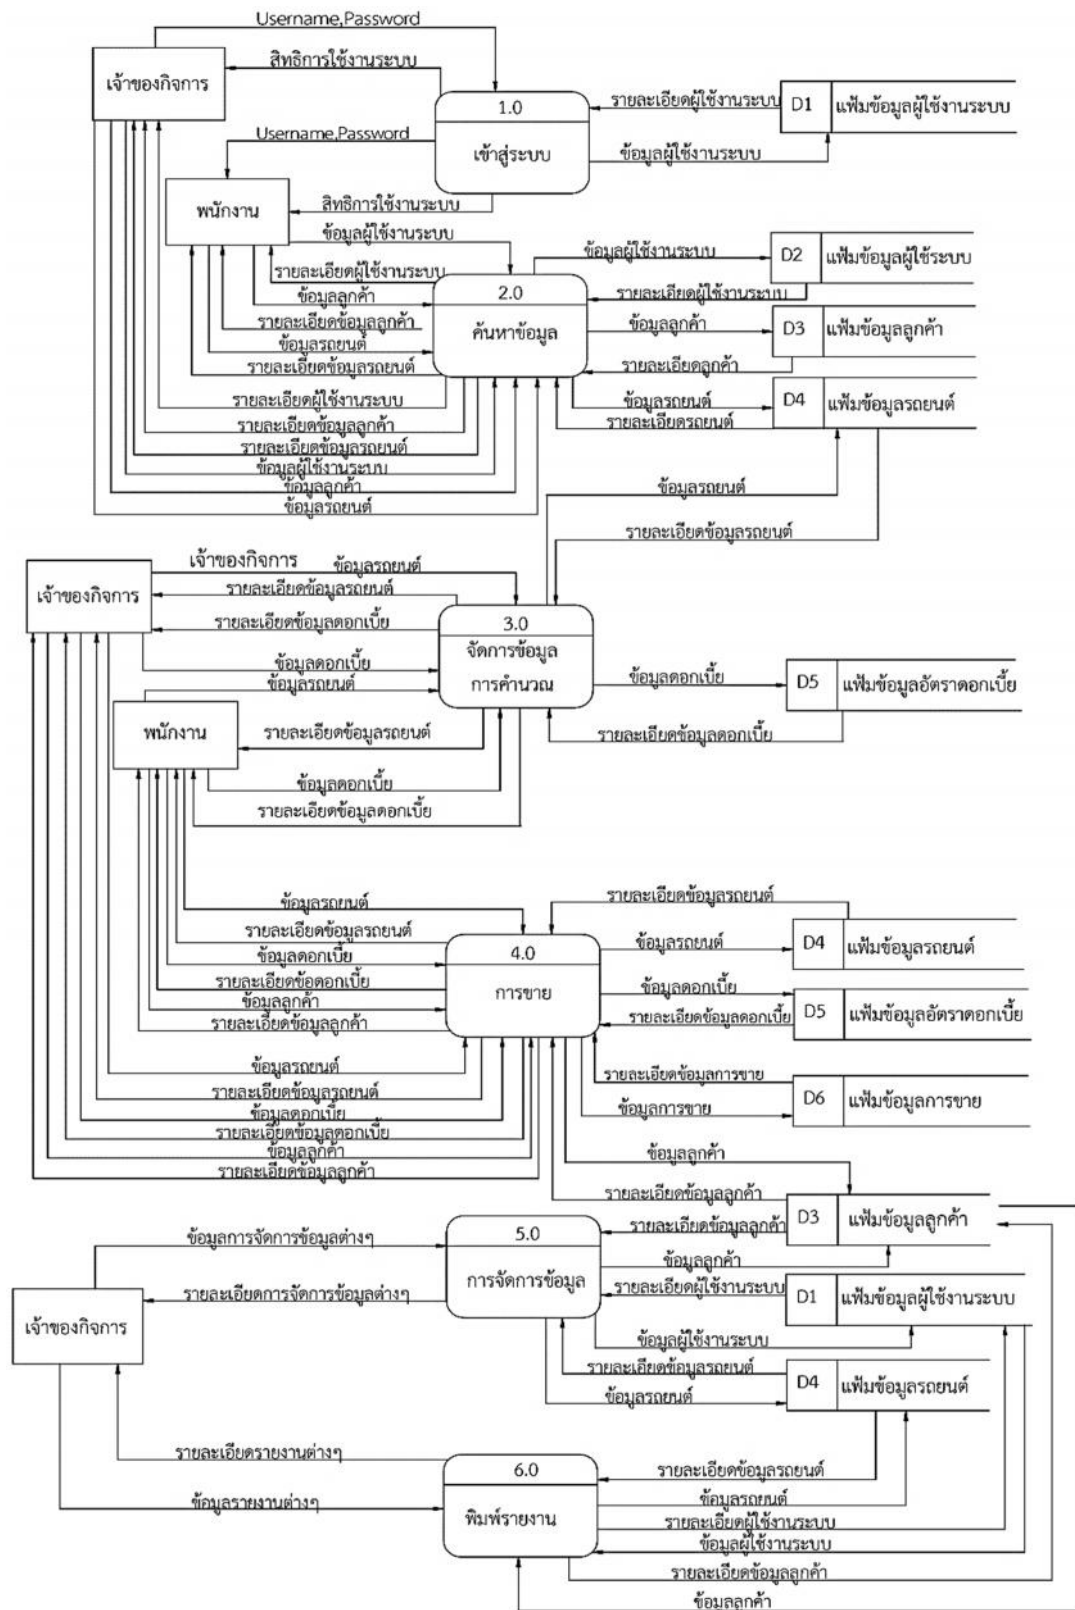 Username,Password
สิทธิการใช้งานระบบ
เจ้าของกิจการ
1.0
เข้าสู่ระบบ
รายละเอียดผู้ใช้งานระบบ
D1
แฟ้มข้อมูลผู้ใช้งานระบบ
ข้อมูลผู้ใช้งานระบบ
Username,Password
พนักงาน
สิทธิการใช้งานระบบ
ข้อมูลผู้ใช้งานระบบ
รายละเอียดผู้ใช้งานระบบ
ข้อมูลลูกค้า
รายละเอียดข้อมูลลูกค้า
ข้อมูลรถยนต์
รายละเอียดข้อมูลรถยนต์
2.0
ค้นหาข้อมูล
ข้อมูลผู้ใช้งานระบบ
D2
แฟ้มข้อมูลผู้ใช้ระบบ
รายละเอียดผู้ใช้งานระบบ
ข้อมูลลูกค้า
D3
แฟ้มข้อมูลลูกค้า
รายละเอียดลูกค้า
ข้อมูลรถยนต์
D4
แฟ้มข้อมูลรถยนต์
รายละเอียดรถยนต์
รายละเอียดผู้ใช้งานระบบ
รายละเอียดข้อมูลลูกค้า
รายละเอียดข้อมูลรถยนต์
ข้อมูลผู้ใช้งานระบบ
ข้อมูลลูกค้า
ข้อมูลรถยนต์
ข้อมูลรถยนต์
รายละเอียดข้อมูลรถยนต์
เจ้าของกิจการ
ข้อมูลรถยนต์
เจ้าของกิจการ
รายละเอียดข้อมูลรถยนต์
รายละเอียดข้อมูลดอกเบี้ย
ข้อมูลดอกเบี้ย
ข้อมูลรถยนต์
3.0
จัดการข้อมูล
การคำนวณ
ข้อมูลดอกเบี้ย
D5
แฟ้มข้อมูลอัตราดอกเบี้ย
รายละเอียดข้อมูลดอกเบี้ย
พนักงาน
รายละเอียดข้อมูลรถยนต์
ข้อมูลดอกเบี้ย
รายละเอียดข้อมูลดอกเบี้ย
ข้อมูลรถยนต์
รายละเอียดข้อมูลรถยนต์
ข้อมูลดอกเบี้ย
รายละเอียดข้อดอกเบี้ย
ข้อมูลลูกค้า
รายละเอียดข้อมูลลูกค้า
4.0
การขาย
รายละเอียดข้อมูลรถยนต์
ข้อมูลรถยนต์
D4
แฟ้มข้อมูลรถยนต์
ข้อมูลดอกเบี้ย
D5
แฟ้มข้อมูลอัตราดอกเบี้ย
รายละเอียดข้อมูลดอกเบี้ย
รายละเอียดข้อมูลการขาย
D6
แฟ้มข้อมูลการขาย
ข้อมูลการขาย
ข้อมูลรถยนต์
รายละเอียดข้อมูลรถยนต์
ข้อมูลดอกเบี้ย
รายละเอียดข้อมูลดอกเบี้ย
ข้อมูลลูกค้า
รายละเอียดข้อมูลลูกค้า
ข้อมูลลูกค้า
รายละเอียดข้อมูลลูกค้า
D3
แฟ้มข้อมูลลูกค้า
รายละเอียดข้อมูลลูกค้า
ข้อมูลลูกค้า
ข้อมูลการจัดการข้อมูลต่างๆ
5.0
การจัดการข้อมูล
รายละเอียดการจัดการข้อมูลต่างๆ
เจ้าของกิจการ
รายละเอียดผู้ใช้งานระบบ
D1
แฟ้มข้อมูลผู้ใช้งานระบบ
ข้อมูลผู้ใช้งานระบบ
รายละเอียดข้อมูลรถยนต์
D4
แฟ้มข้อมูลรถยนต์
ข้อมูลรถยนต์
รายละเอียดรายงานต่างๆ
ข้อมูลรายงานต่างๆ
6.0
พิมพ์รายงาน
รายละเอียดข้อมูลรถยนต์
ข้อมูลรถยนต์
รายละเอียดผู้ใช้งานระบบ
ข้อมูลผู้ใช้งานระบบ
รายละเอียดข้อมูลลูกค้า
ข้อมูลลูกค้า